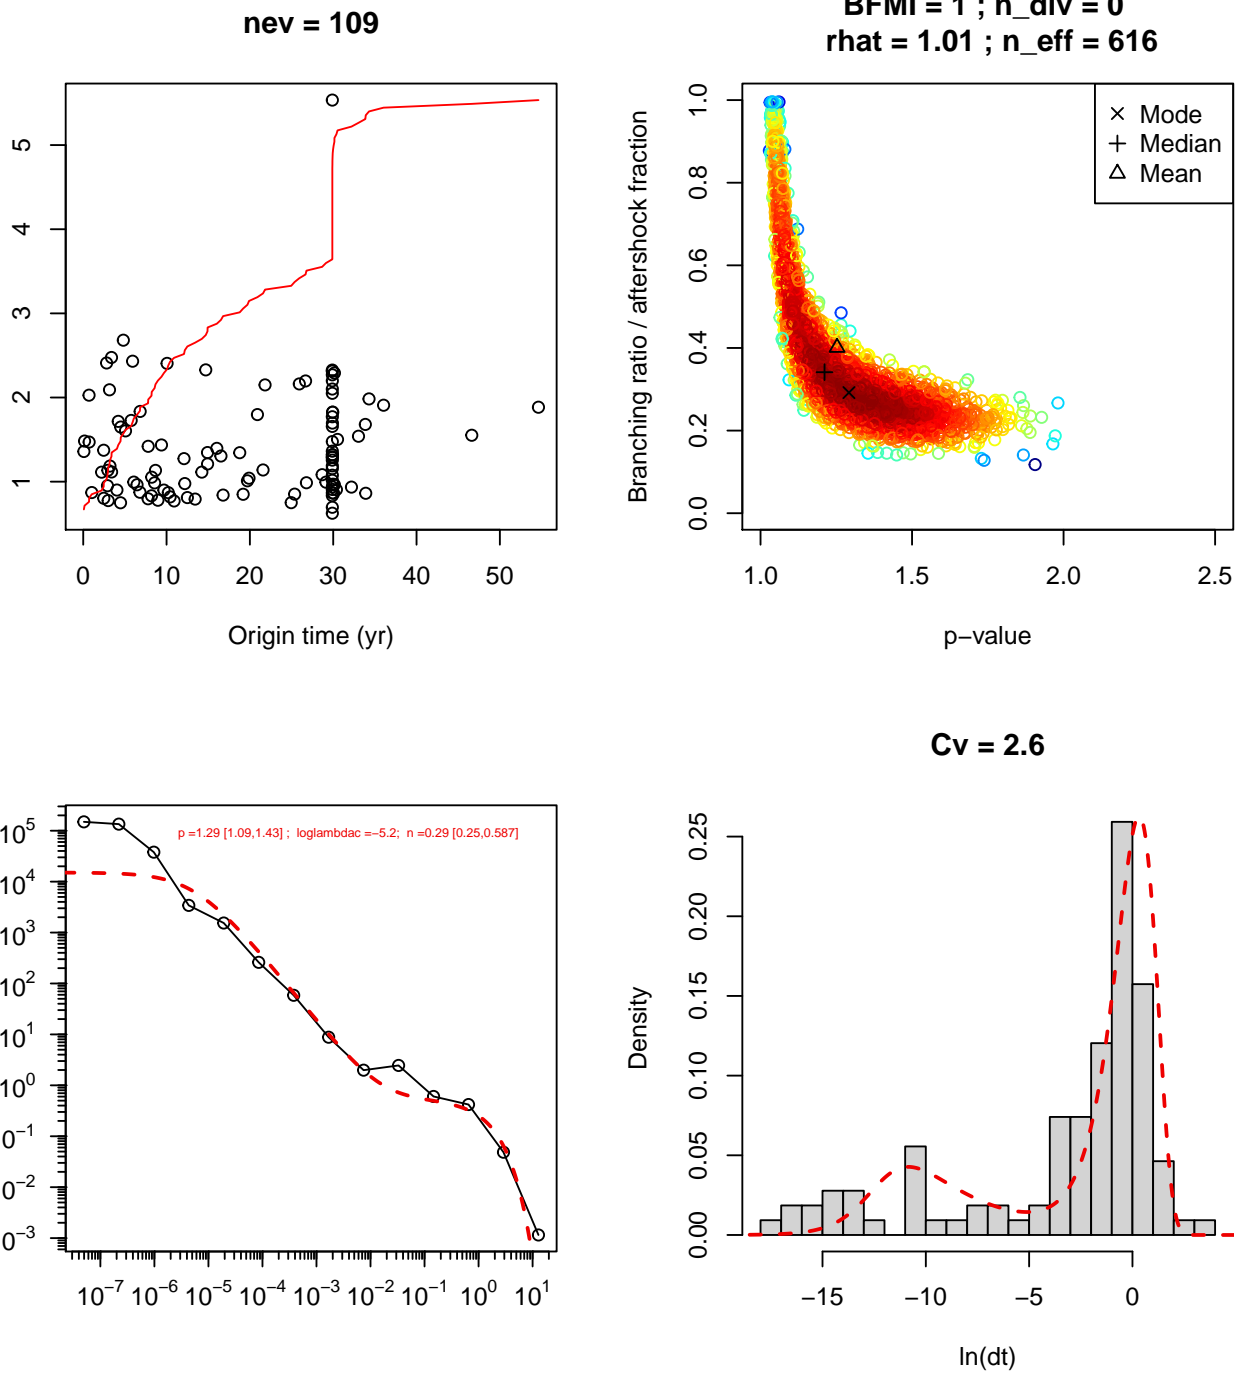 nev = 109
BFMI = 1 ; n_div = 0
rhat = 1.01 ; n_eff = 616
5
4
3
2
1
0 10 20 30 40 50
Origin time (yr)
Branching ratio / aftershock fraction
1.0
0.8
0.6
0.4
0.2
0.0
Mode
Median
Mean
1.0 1.5 2.0 2.5
p−value
p =1.29 [1.09,1.43] ; loglambdac =−5.2; n =0.29 [0.25,0.587]
10^5
10^4
10^3
10^2
10^1
10^0
0^−1
0^−2
0^−3
10^−7 10^−6 10^−5 10^−4 10^−3 10^−2 10^−1 10^0 10^1
Cv = 2.6
Density
0.25
0.20
0.15
0.10
0.05
0.00
−15 −10 −5 0
ln(dt)